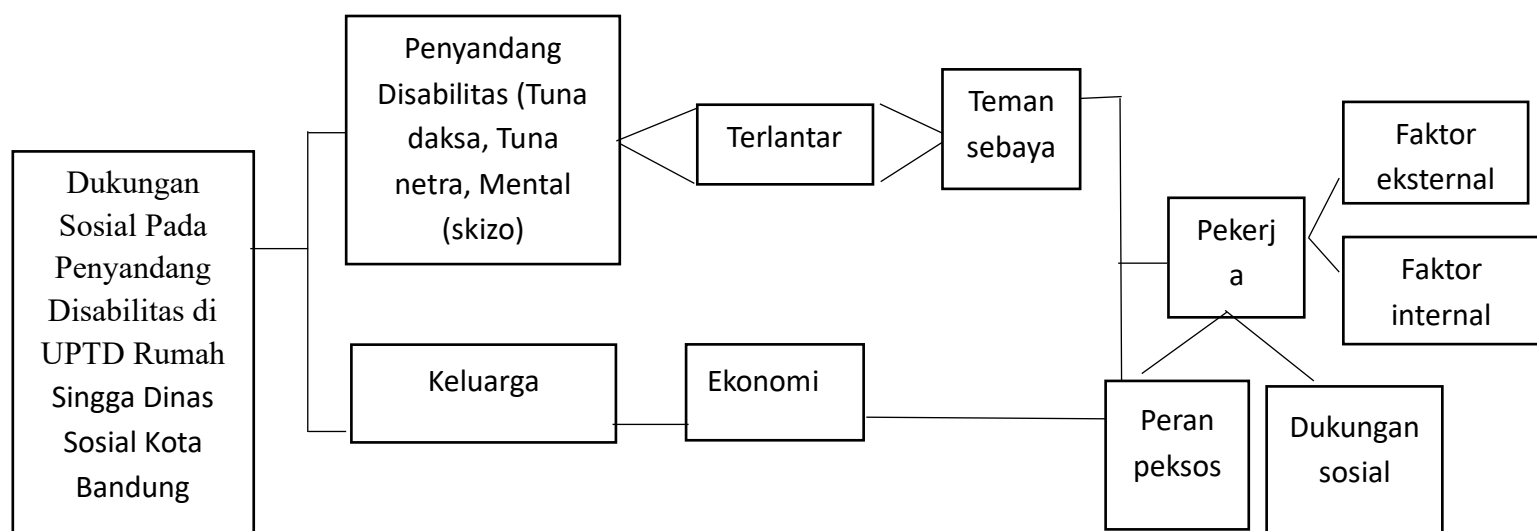 Dukungan
Sosial Pada
Penyandang
Disabilitas di
UPTD Rumah
Singga Dinas
Sosial Kota
Bandung
Penyandang
Disabilitas (Tuna
daksa, Tuna
netra, Mental
(skizo)
Terlantar
Teman
sebaya
Keluarga
Ekonomi
Pekerj
a
Faktor
eksternal
Faktor
internal
Peran
peksos
Dukungan
sosial